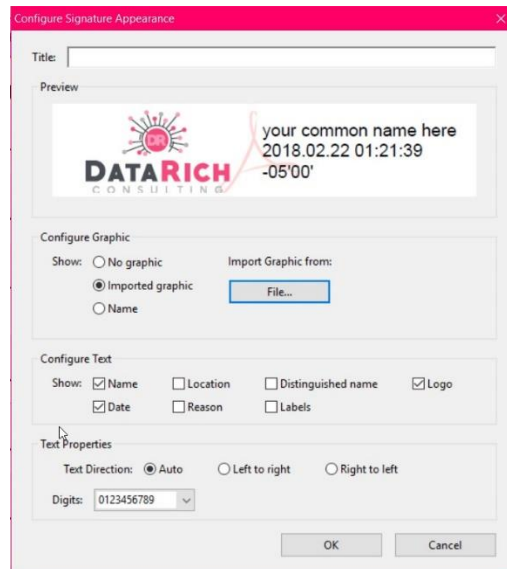 Configure Signature Appearance
Title:
Preview
DR
DATARICH
CONSULTING
your common name here
2018.02.22 01:21:39
-05'00'
Configure Graphic
Show: No graphic Import Graphic from:
Imported graphic File...
Name
Configure Text
Show: Name Location Distinguished name Logo
Date Reason Labels
Text Properties
Text Direction: Auto Left to right Right to left
Digits: 0123456789
OK Cancel